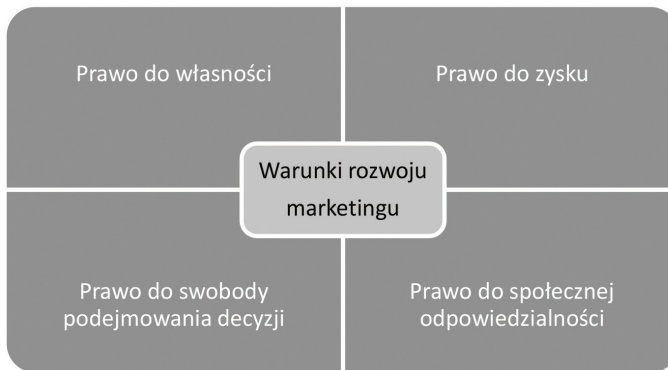 Prawo do własności
Prawo do zysku
Warunki rozwoju
marketingu
Prawo do swobody
podejmowania decyzji
Prawo do społecznej
odpowiedzialności